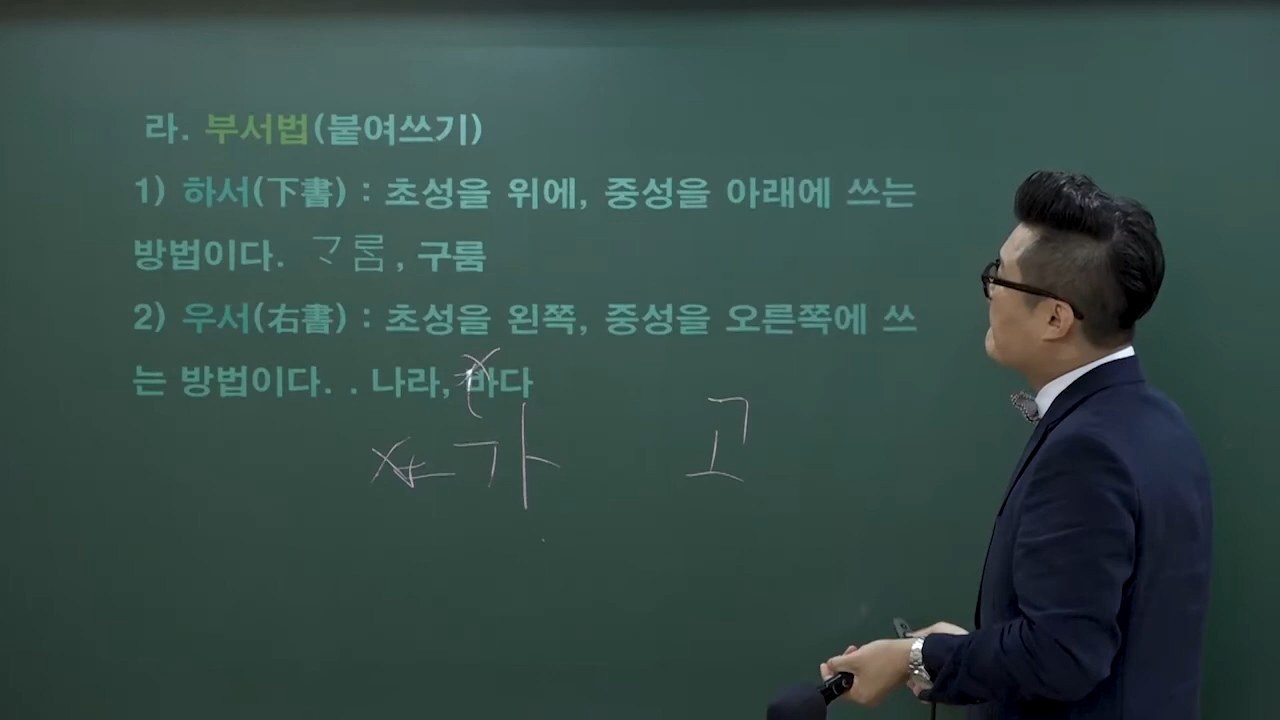 라. 부서법(붙여쓰기)
1) 하서(下書) : 초성을 위에, 중성을 아래에 쓰는
방법이다. 룸, 구룸
2) 우서(右書) : 초성을 왼쪽, 중성을 오른쪽에 쓰
는 방법이다. . 나라, 바다
가 고